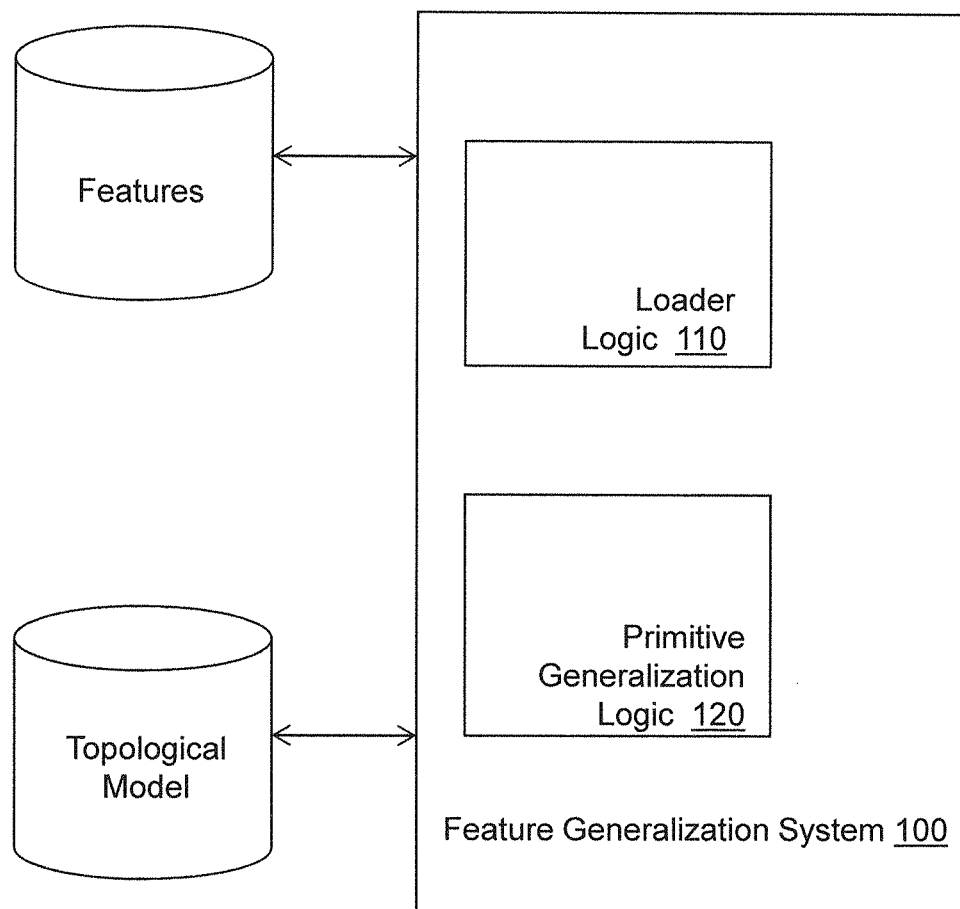 Features
Loader
Logic 110
Primitive
Generalization
Logic 120
Topological
Model
Feature Generalization System 100